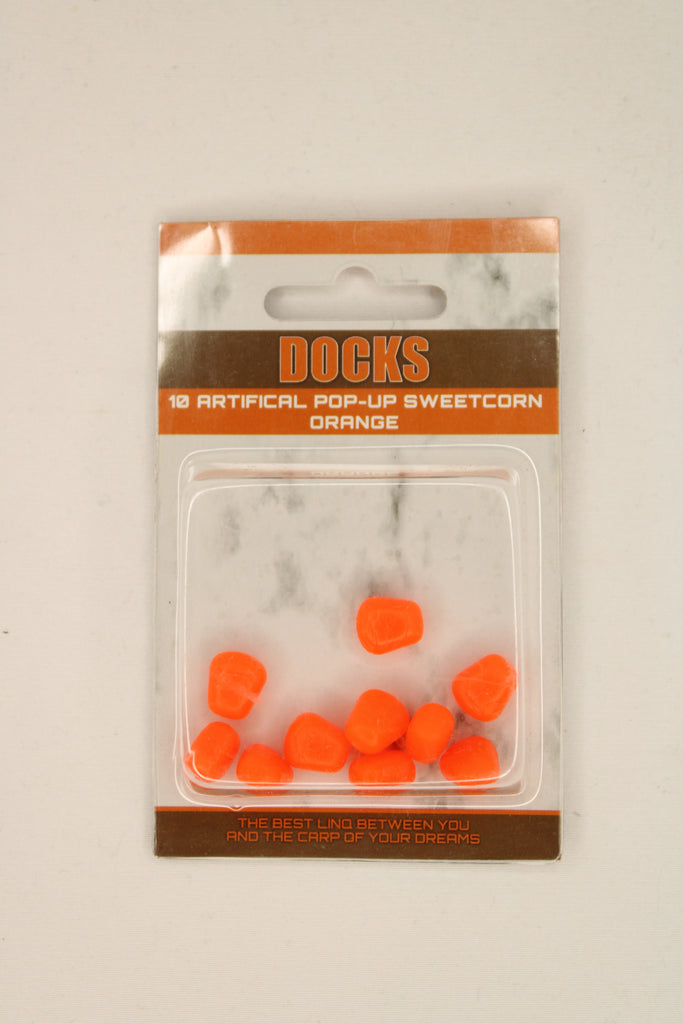 DOCKS
10 ARTIFICAL POP-UP SWEETCORN
ORANGE
THE BEST LINQ BETWEEN YOU
AND THE CARP OF YOUR DREAMS